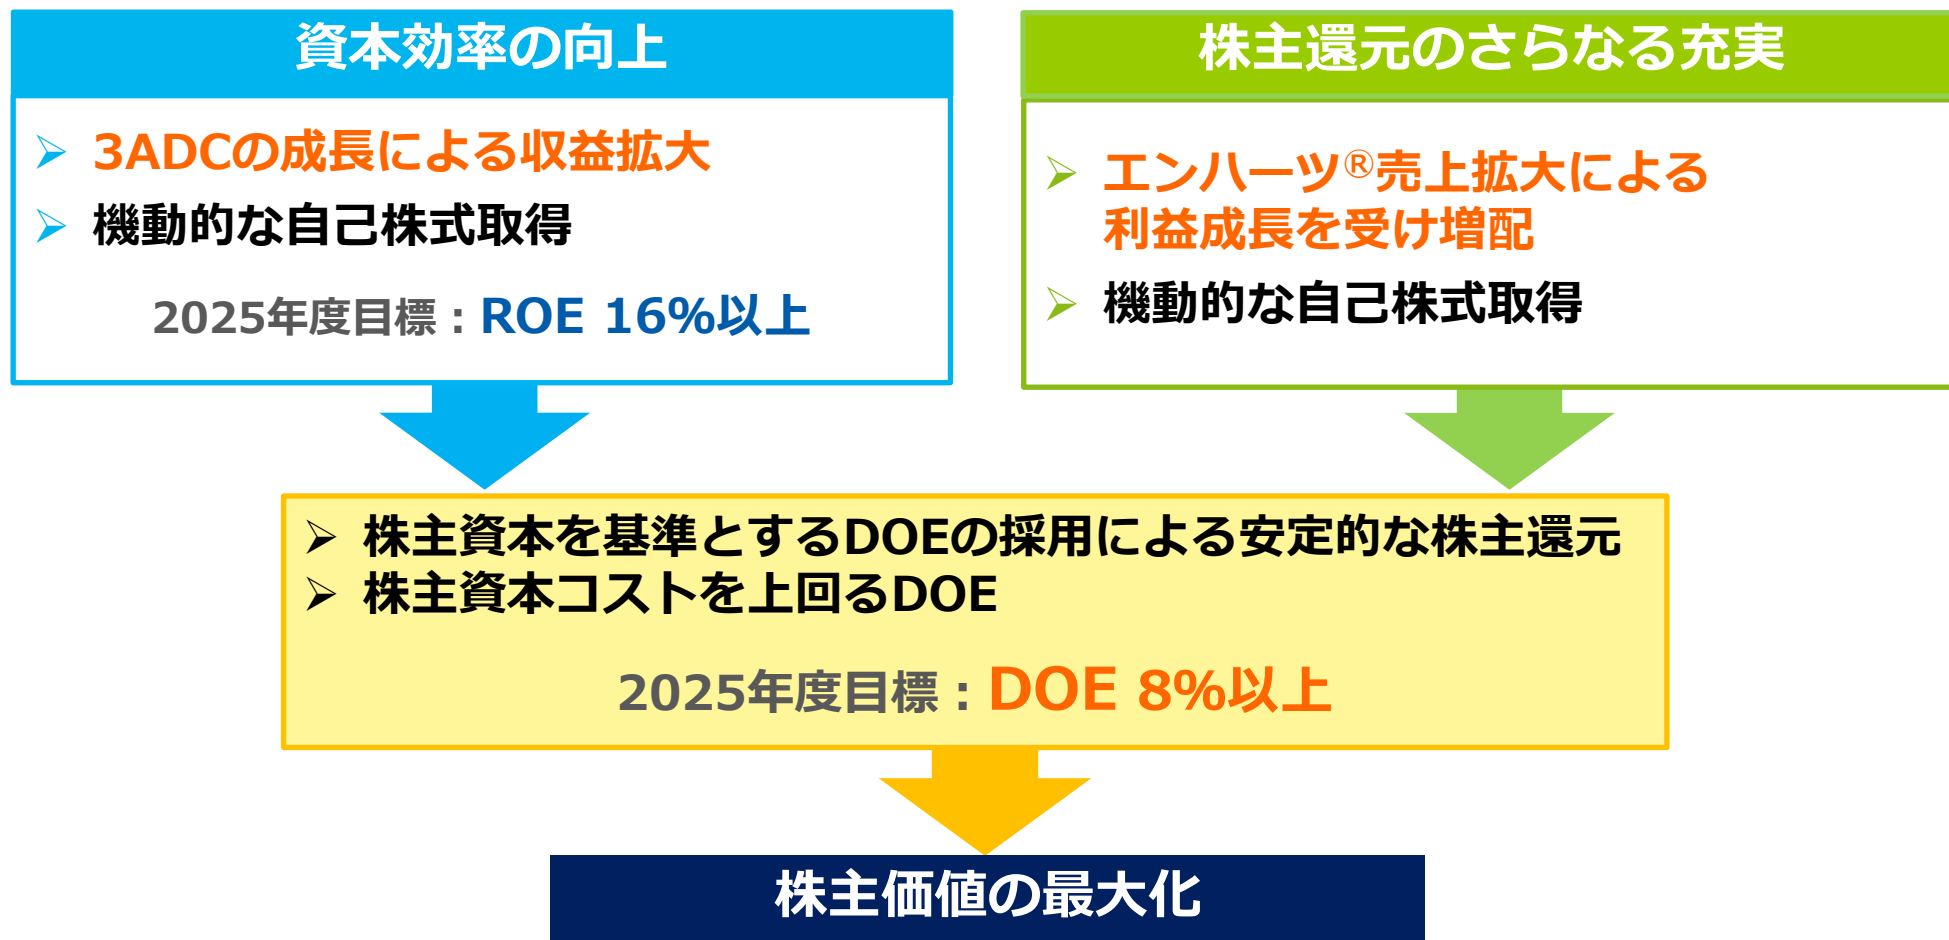 資本効率の向上
➢ 3ADCの成長による収益拡大
➢ 機動的な自己株式取得
2025年度目標：ROE 16%以上
株主還元のさらなる充実
➢ エンハーツ®売上拡大による
利益成長を受け増配
➢ 機動的な自己株式取得
➢ 株主資本を基準とするDOEの採用による安定的な株主還元
➢ 株主資本コストを上回るDOE
2025年度目標：DOE 8%以上
株主価値の最大化